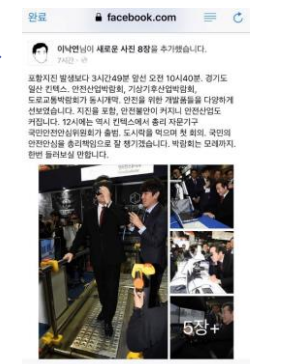 완료 facebook.com
이낙연님이 새로운 사진 8장을 추가했습니다.
7시간
포항지진 발생보다 3시간49분 앞선 오전 10시40분. 경기도
일산 킨텍스. 안전산업박람회, 기상기후산업박람회,
도로교통박람회가 동시개막. 안전을 위한 개발품들을 다양하게
선보였습니다. 지진을 포함, 안전불안이 커지니 안전산업도
커집니다. 12시에는 역시 킨텍스에서 총리 자문기구
국민안전안심위원회가 출범. 도시락을 먹으며 첫 회의. 국민의
안전안심을 총리책임으로 잘 챙기겠습니다. 박람회는 모레까지.
한번 들러보실 만합니다.
5장+